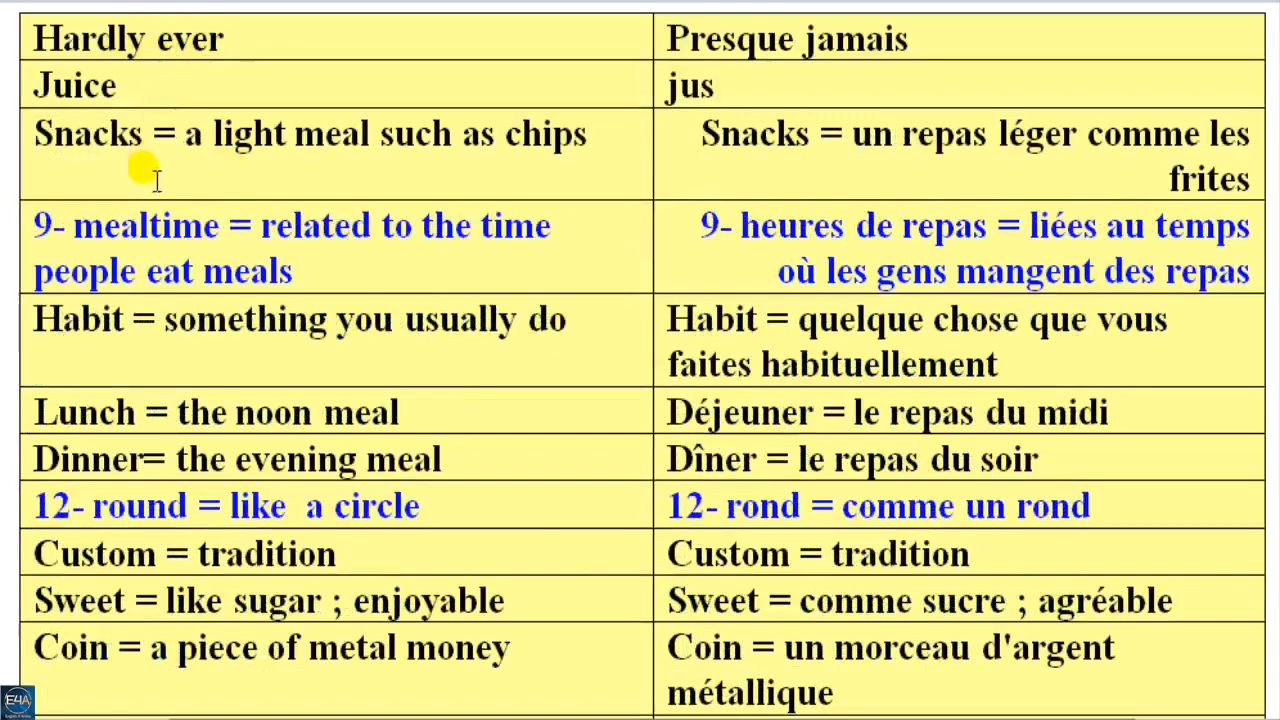 Hardly ever
Presque jamais
Juice
jus
Snacks = a light meal such as chips
Snacks = un repas léger comme les
frites
9- mealtime = related to the time
people eat meals
9- heures de repas = liées au temps
où les gens mangent des repas
Habit = something you usually do
Habit = quelque chose que vous
faites habituellement
Lunch = the noon meal
Déjeuner = le repas du midi
Dinner= the evening meal
Dîner = le repas du soir
12- round = like  a circle
12- rond = comme un rond
Custom = tradition
Custom = tradition
Sweet = like sugar ; enjoyable
Sweet = comme sucre ; agréable
Coin = a piece of metal money
Coin = un morceau d'argent
métallique
E4A